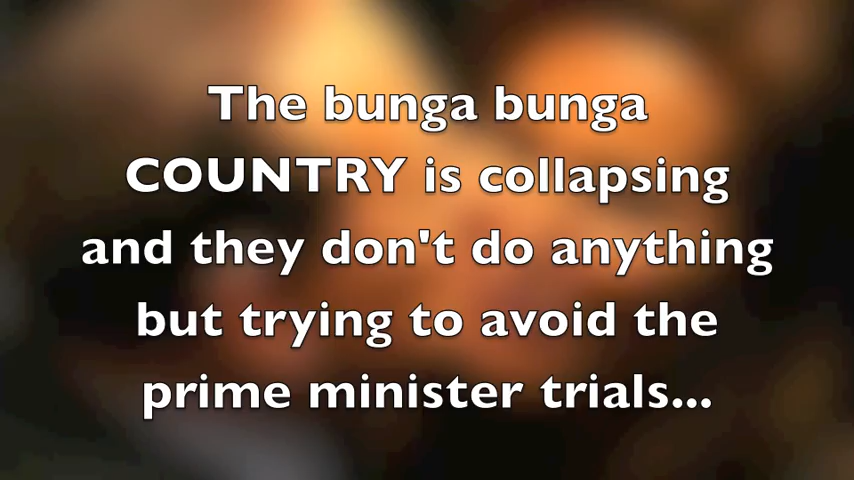 The bunga bunga
COUNTRY is collapsing
and they don't do anything
but trying to avoid the
prime minister trials...